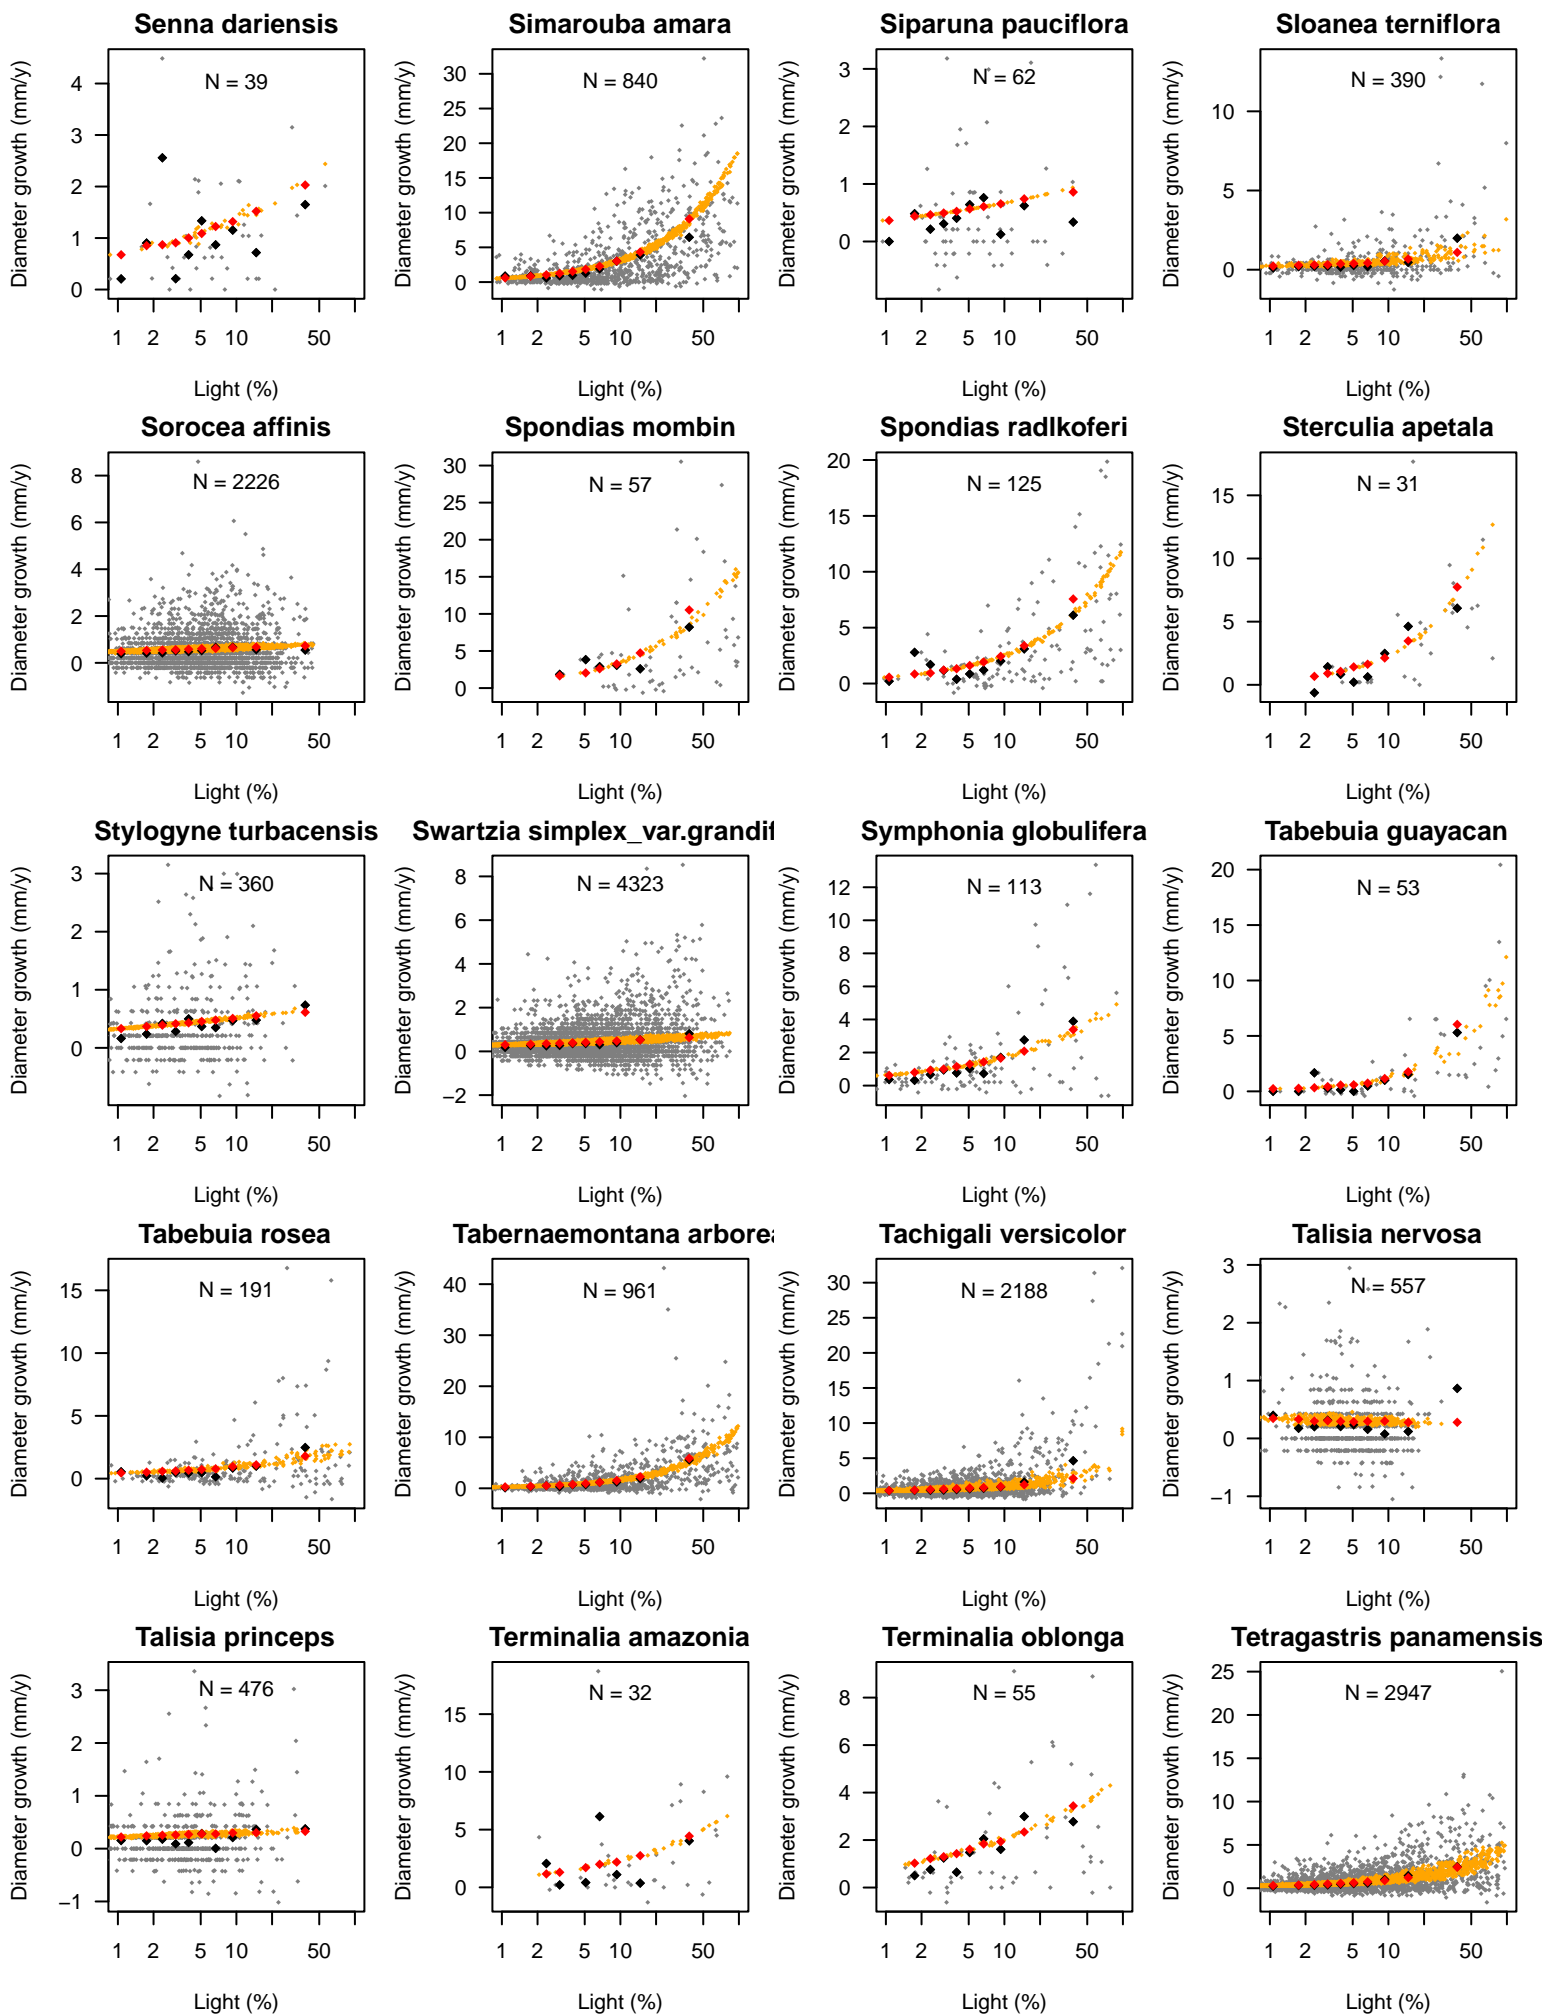 Senna dariensis Simarouba amara Siparuna pauciflora Sloanea terniflora
Diameter growth (mm/y) 0 1 2 3 4 N = 39 1 2 5 10 50 Light (%)
Diameter growth (mm/y) 0 5 10 15 20 25 30 N = 840 1 2 5 10 50 Light (%)
Diameter growth (mm/y) 0 1 2 3 N = 62 1 2 5 10 50 Light (%)
Diameter growth (mm/y) 0 5 10 N = 390 1 2 5 10 50 Light (%)
Sorocea affinis Spondias mombin Spondias radlkoferi Sterculia apetala
Diameter growth (mm/y) 0 2 4 6 8 N = 2226 1 2 5 10 50 Light (%)
Diameter growth (mm/y) 0 5 10 15 20 25 30 N = 57 1 2 5 10 50 Light (%)
Diameter growth (mm/y) 0 5 10 15 20 N = 125 1 2 5 10 50 Light (%)
Diameter growth (mm/y) 0 5 10 15 N = 31 1 2 5 10 50 Light (%)
Stylogyne turbacensis Swartzia simplex_var.grandif Symphonia globulifera Tabebuia guayacan
Diameter growth (mm/y) 0 1 2 3 N = 360 1 2 5 10 50 Light (%)
Diameter growth (mm/y) −2 0 2 4 6 8 N = 4323 1 2 5 10 50 Light (%)
Diameter growth (mm/y) 0 2 4 6 8 10 12 N = 113 1 2 5 10 50 Light (%)
Diameter growth (mm/y) 0 5 10 15 20 N = 53 1 2 5 10 50 Light (%)
Tabebuia rosea Tabernaemontana arborea Tachigali versicolor Talisia nervosa
Diameter growth (mm/y) 0 5 10 15 N = 191 1 2 5 10 50 Light (%)
Diameter growth (mm/y) 0 10 20 30 40 N = 961 1 2 5 10 50 Light (%)
Diameter growth (mm/y) 0 5 10 15 20 25 30 N = 2188 1 2 5 10 50 Light (%)
Diameter growth (mm/y) −1 0 1 2 3 N = 557 1 2 5 10 50 Light (%)
Talisia princeps Terminalia amazonia Terminalia oblonga Tetragastris panamensis
Diameter growth (mm/y) −1 0 1 2 3 N = 476 1 2 5 10 50 Light (%)
Diameter growth (mm/y) 0 5 10 15 N = 32 1 2 5 10 50 Light (%)
Diameter growth (mm/y) 0 2 4 6 8 N = 55 1 2 5 10 50 Light (%)
Diameter growth (mm/y) 0 5 10 15 20 25 N = 2947 1 2 5 10 50 Light (%)